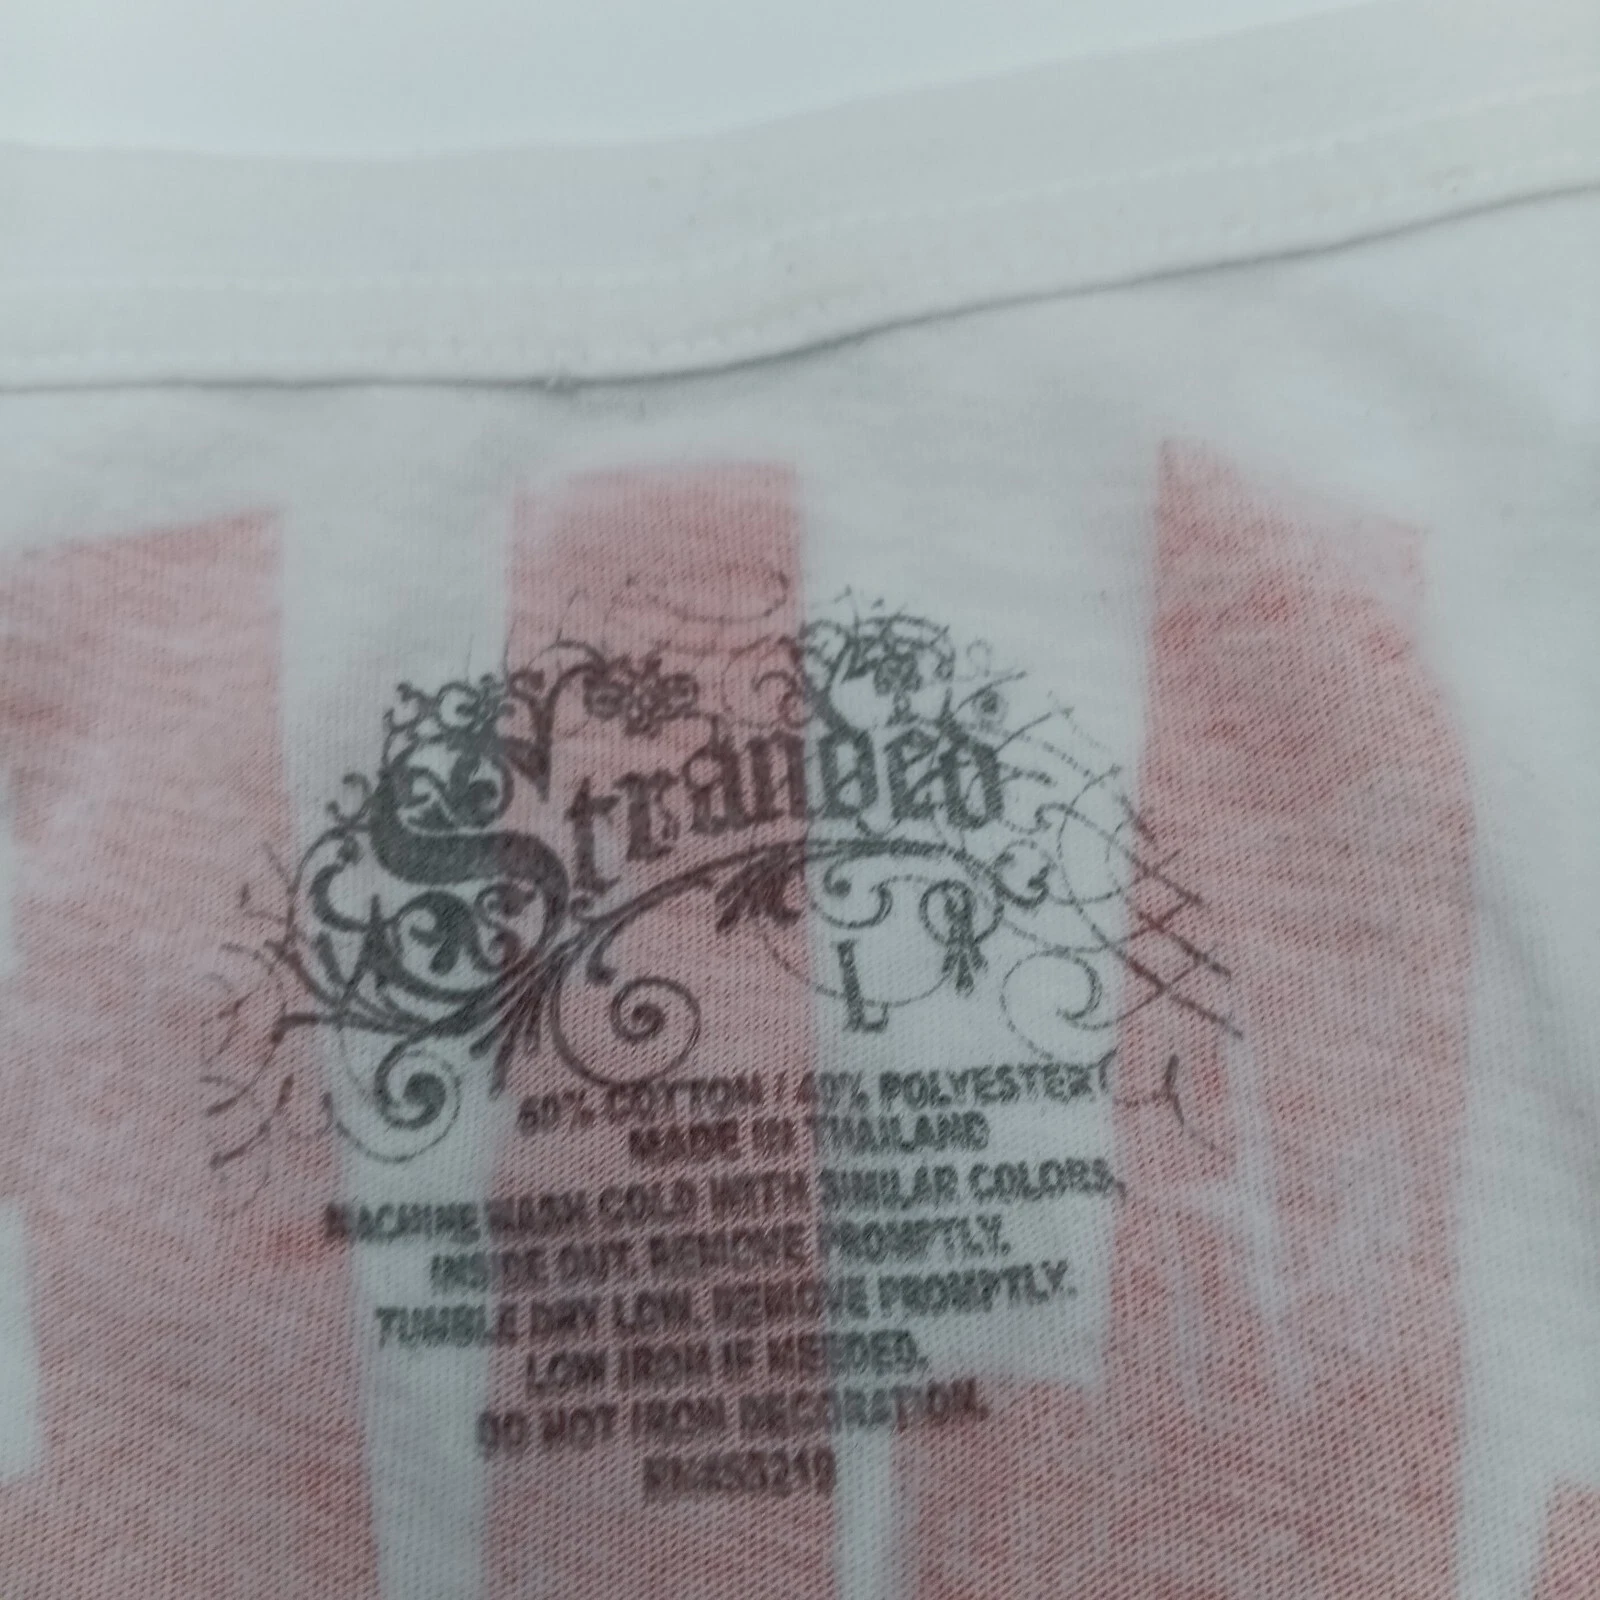 Stranded
L
60% COTTON / 40% POLYESTER
MADE IN THAILAND
MACHINE WASH COLD WITH SIMILAR COLORS,
INSIDE OUT. REMOVE PROMPTLY.
TUMBLE DRY LOW. REMOVE PROMPTLY.
LOW IRON IF NEEDED.
DO NOT IRON DECORATION.